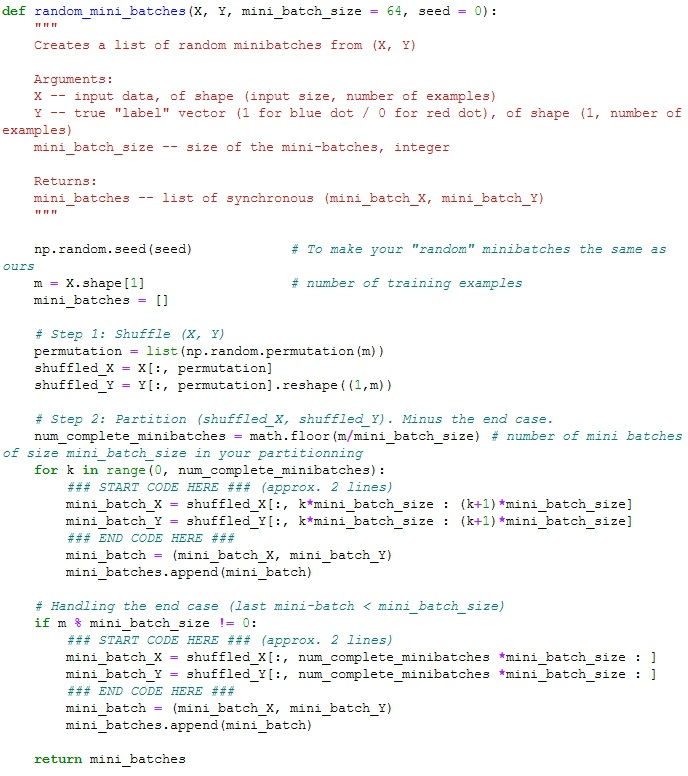 def random_mini_batches(X, Y, mini_batch_size = 64, seed = 0):
    """
    Creates a list of random minibatches from (X, Y)

    Arguments:
    X -- input data, of shape (input size, number of examples)
    Y -- true "label" vector (1 for blue dot / 0 for red dot), of shape (1, number of
examples)
    mini_batch_size -- size of the mini-batches, integer

    Returns:
    mini_batches -- list of synchronous (mini_batch_X, mini_batch_Y)
    """

    np.random.seed(seed)            # To make your "random" minibatches the same as
ours
    m = X.shape[1]                  # number of training examples
    mini_batches = []

    # Step 1: Shuffle (X, Y)
    permutation = list(np.random.permutation(m))
    shuffled_X = X[:, permutation]
    shuffled_Y = Y[:, permutation].reshape((1,m))

    # Step 2: Partition (shuffled_X, shuffled_Y). Minus the end case.
    num_complete_minibatches = math.floor(m/mini_batch_size) # number of mini batches
of size mini_batch_size in your partitionning
    for k in range(0, num_complete_minibatches):
        ### START CODE HERE ### (approx. 2 lines)
        mini_batch_X = shuffled_X[:, k*mini_batch_size : (k+1)*mini_batch_size]
        mini_batch_Y = shuffled_Y[:, k*mini_batch_size : (k+1)*mini_batch_size]
        ### END CODE HERE ###
        mini_batch = (mini_batch_X, mini_batch_Y)
        mini_batches.append(mini_batch)

    # Handling the end case (last mini-batch < mini_batch_size)
    if m % mini_batch_size != 0:
        ### START CODE HERE ### (approx. 2 lines)
        mini_batch_X = shuffled_X[:, num_complete_minibatches *mini_batch_size : ]
        mini_batch_Y = shuffled_Y[:, num_complete_minibatches *mini_batch_size : ]
        ### END CODE HERE ###
        mini_batch = (mini_batch_X, mini_batch_Y)
        mini_batches.append(mini_batch)

    return mini_batches